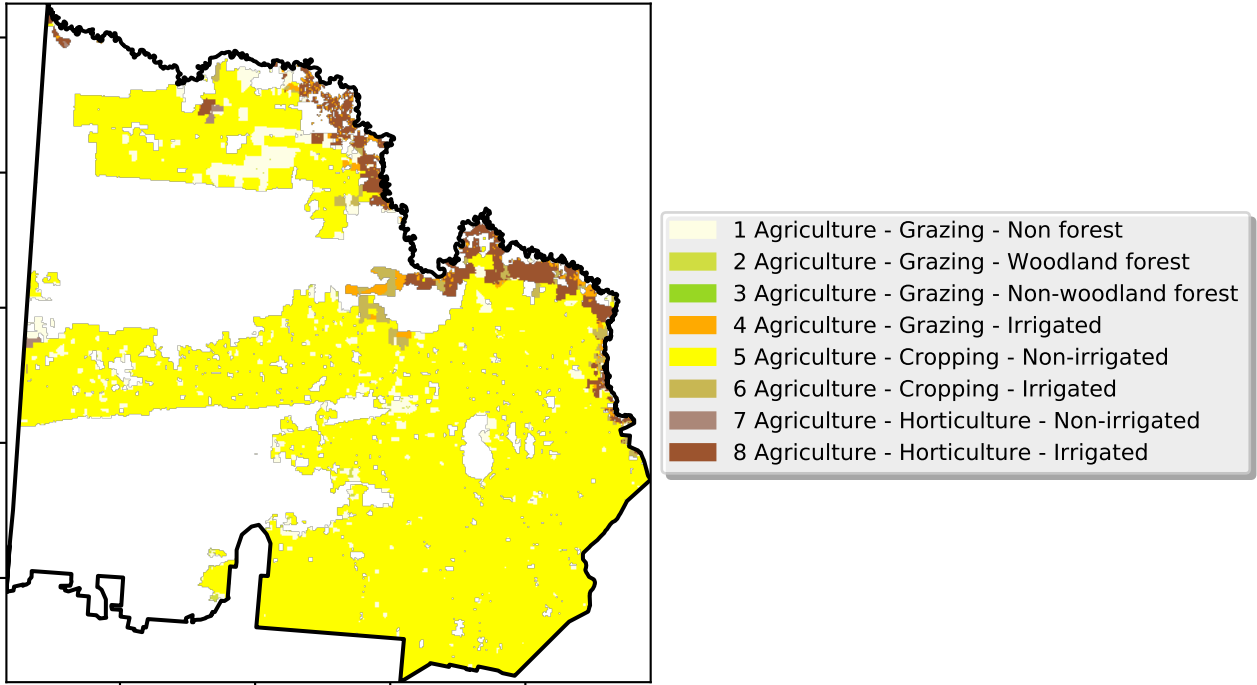 1 Agriculture - Grazing - Non forest
2 Agriculture - Grazing - Woodland forest
3 Agriculture - Grazing - Non-woodland forest
4 Agriculture - Grazing - Irrigated
5 Agriculture - Cropping - Non-irrigated
6 Agriculture - Cropping - Irrigated
7 Agriculture - Horticulture - Non-irrigated
8 Agriculture - Horticulture - Irrigated